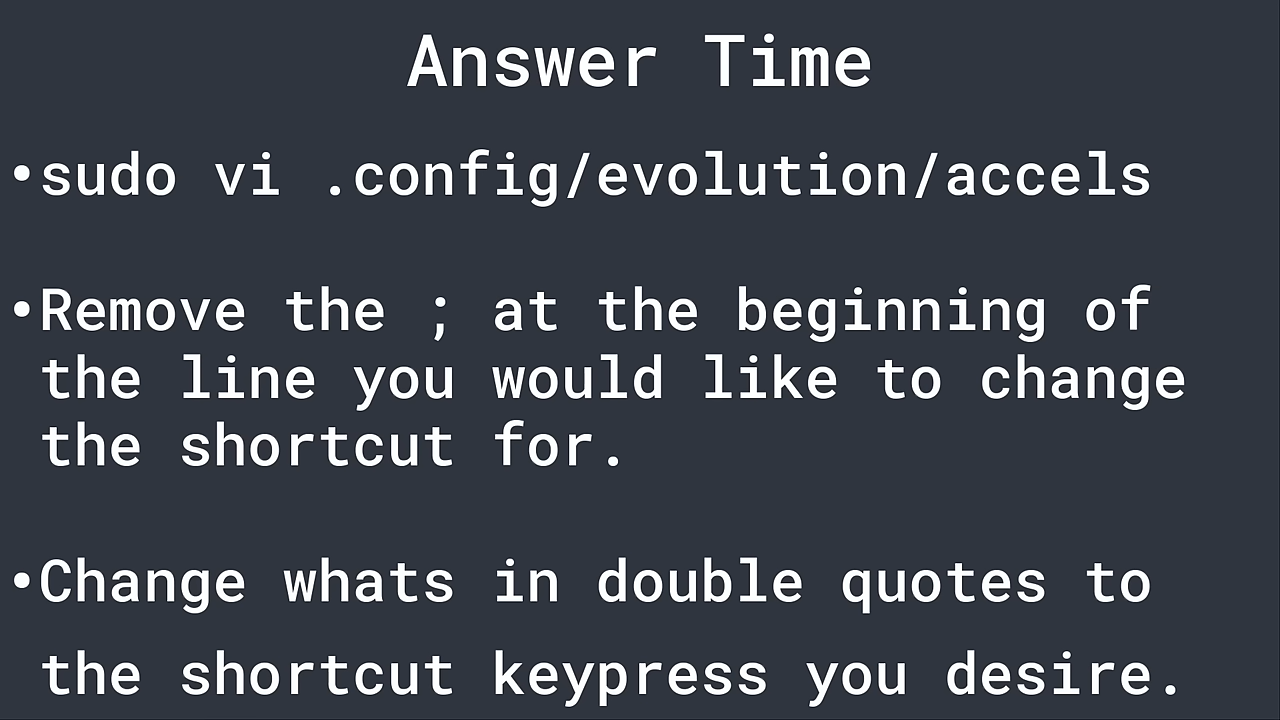 Answer Time
•sudo vi .config/evolution/accels
•Remove the ; at the beginning of
the line you would like to change
the shortcut for.
•Change whats in double quotes to
the shortcut keypress you desire.